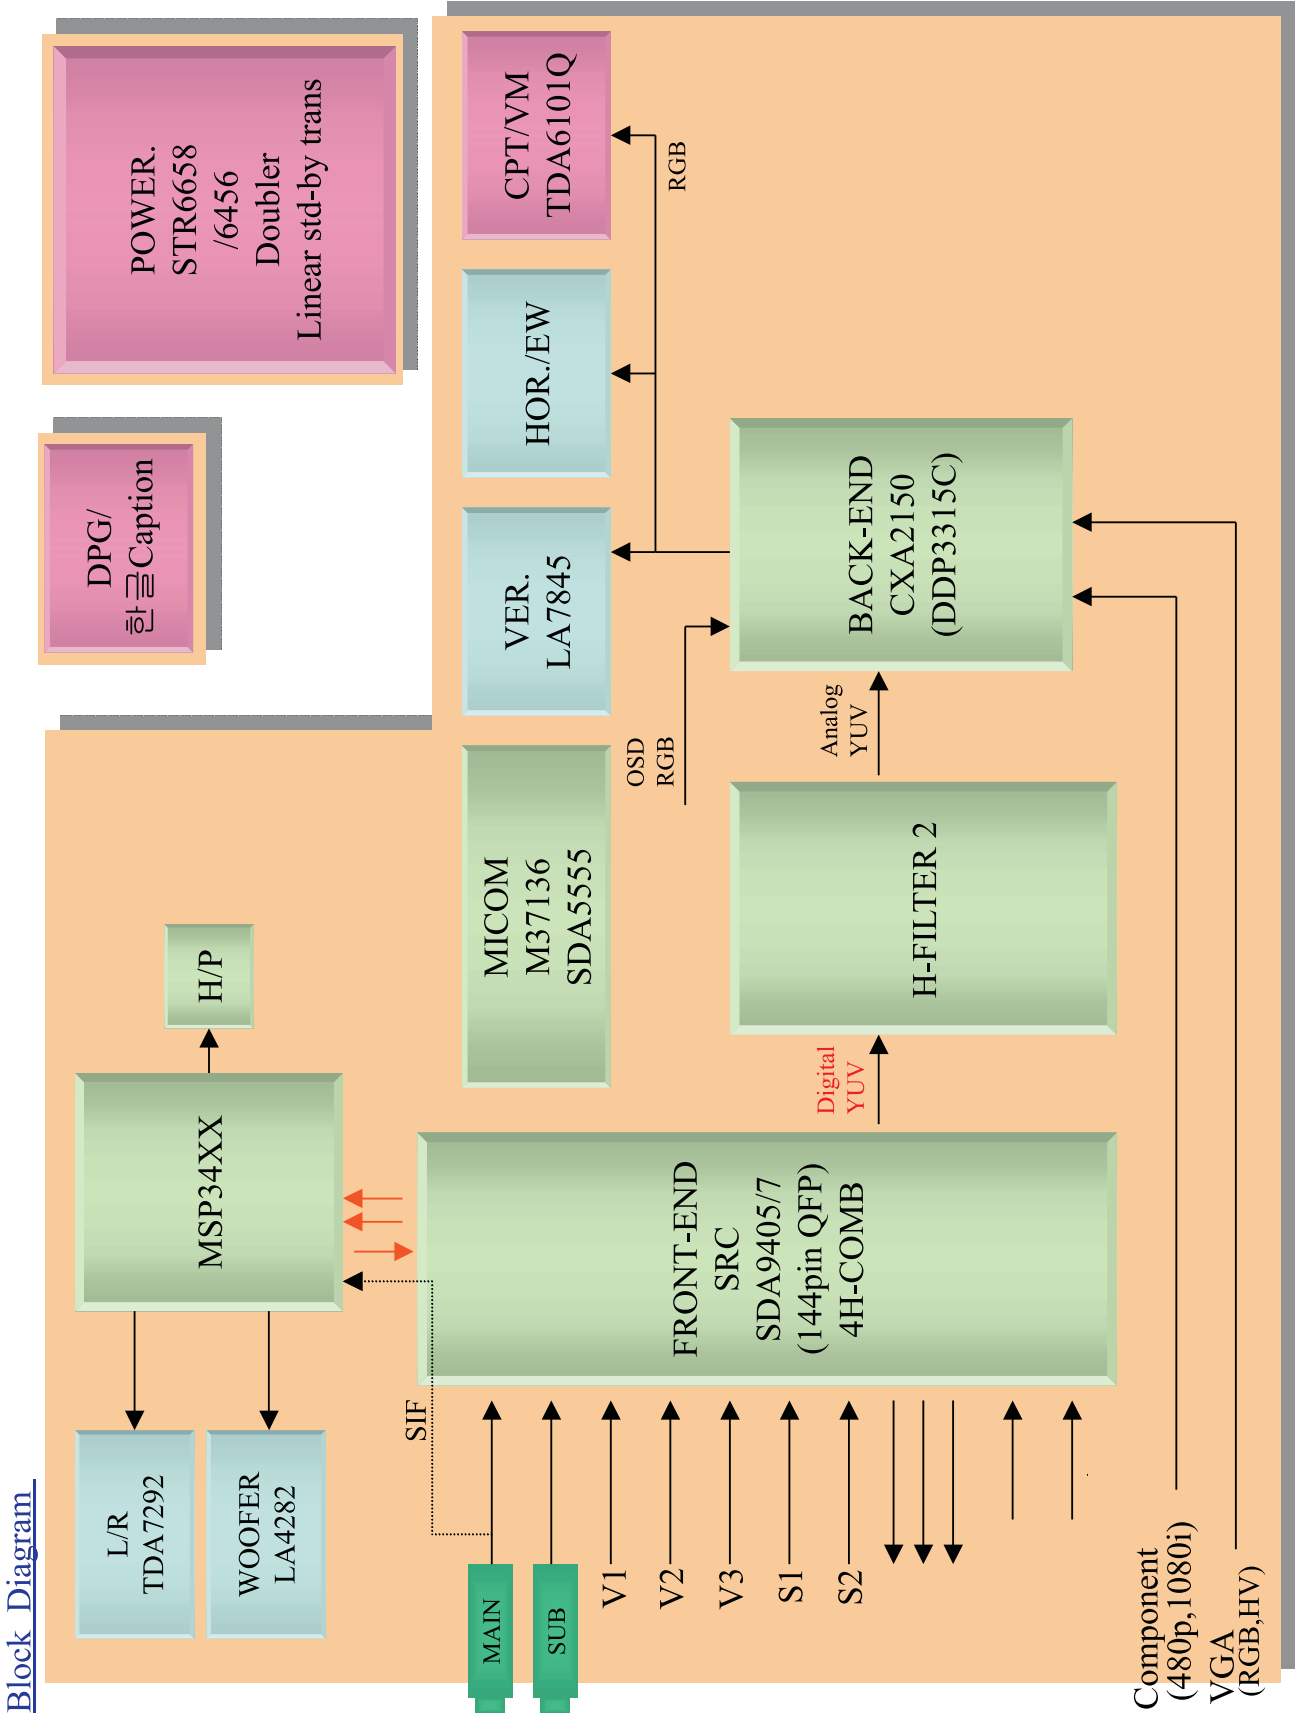 Block Diagram
L/R
TDA7292
WOOFER
LA4282
MSP34XX
H/P
DPG/
한글Caption
POWER.
STR6658
/6456
Doubler
Linear std-by trans
SIF
MAIN
SUB
V1
V2
V3
S1
S2
FRONT-END
SRC
SDA9405/7
(144pin QFP)
4H-COMB
Digital
YUV
H-FILTER 2
Analog
YUV
MICOM
M37136
SDA5555
OSD
RGB
VER.
LA7845
HOR./EW
CPT/VM
TDA6101Q
RGB
BACK-END
CXA2150
(DDP3315C)
Component
(480p,1080i)
VGA
(RGB,HV)